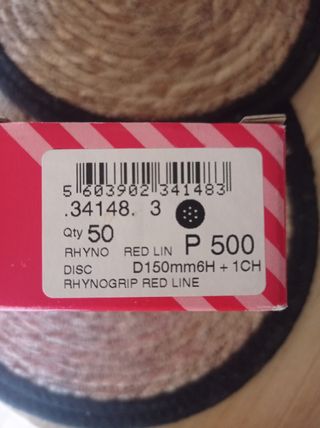 5 603902 341483
.34148. 3
Qty 50
RHYNO RED LIN P 500
DISC D150mm6H + 1CH
RHYNOGRIP RED LINE